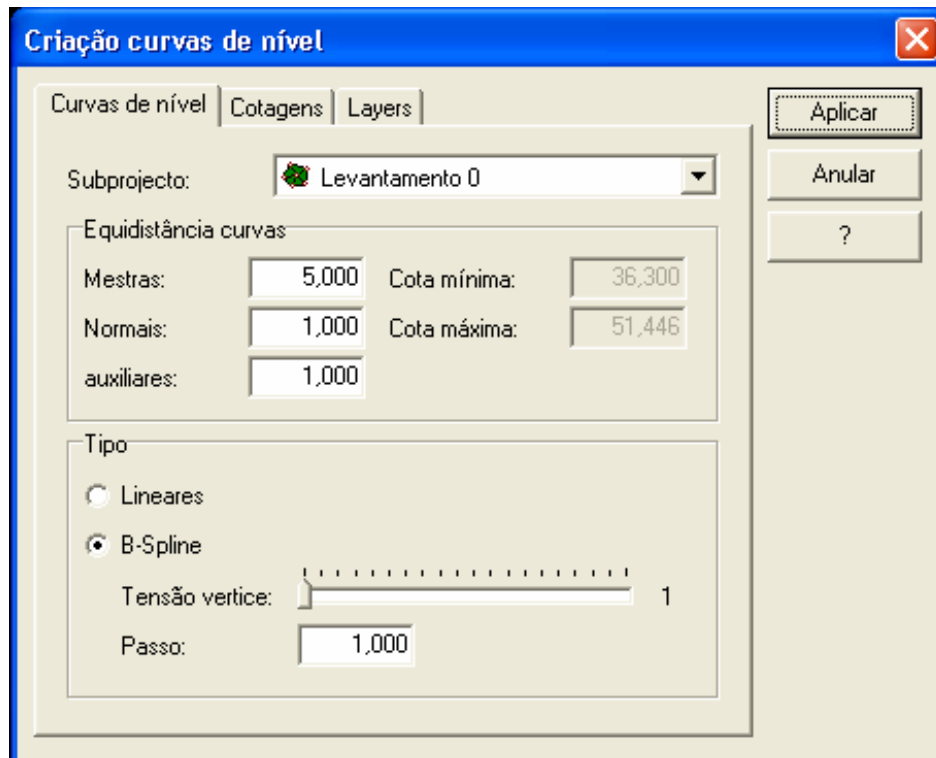 Criação curvas de nível
Curvas de nível Cotagens Layers
Aplicar
Anular
?
Subprojecto: Levantamento 0
Equidistância curvas
Mestras: 5,000 Cota mínima: 36,300
Normais: 1,000 Cota máxima: 51,446
auxiliares: 1,000
Tipo
Lineares
B-Spline
Tensão vertice: 1
Passo: 1,000